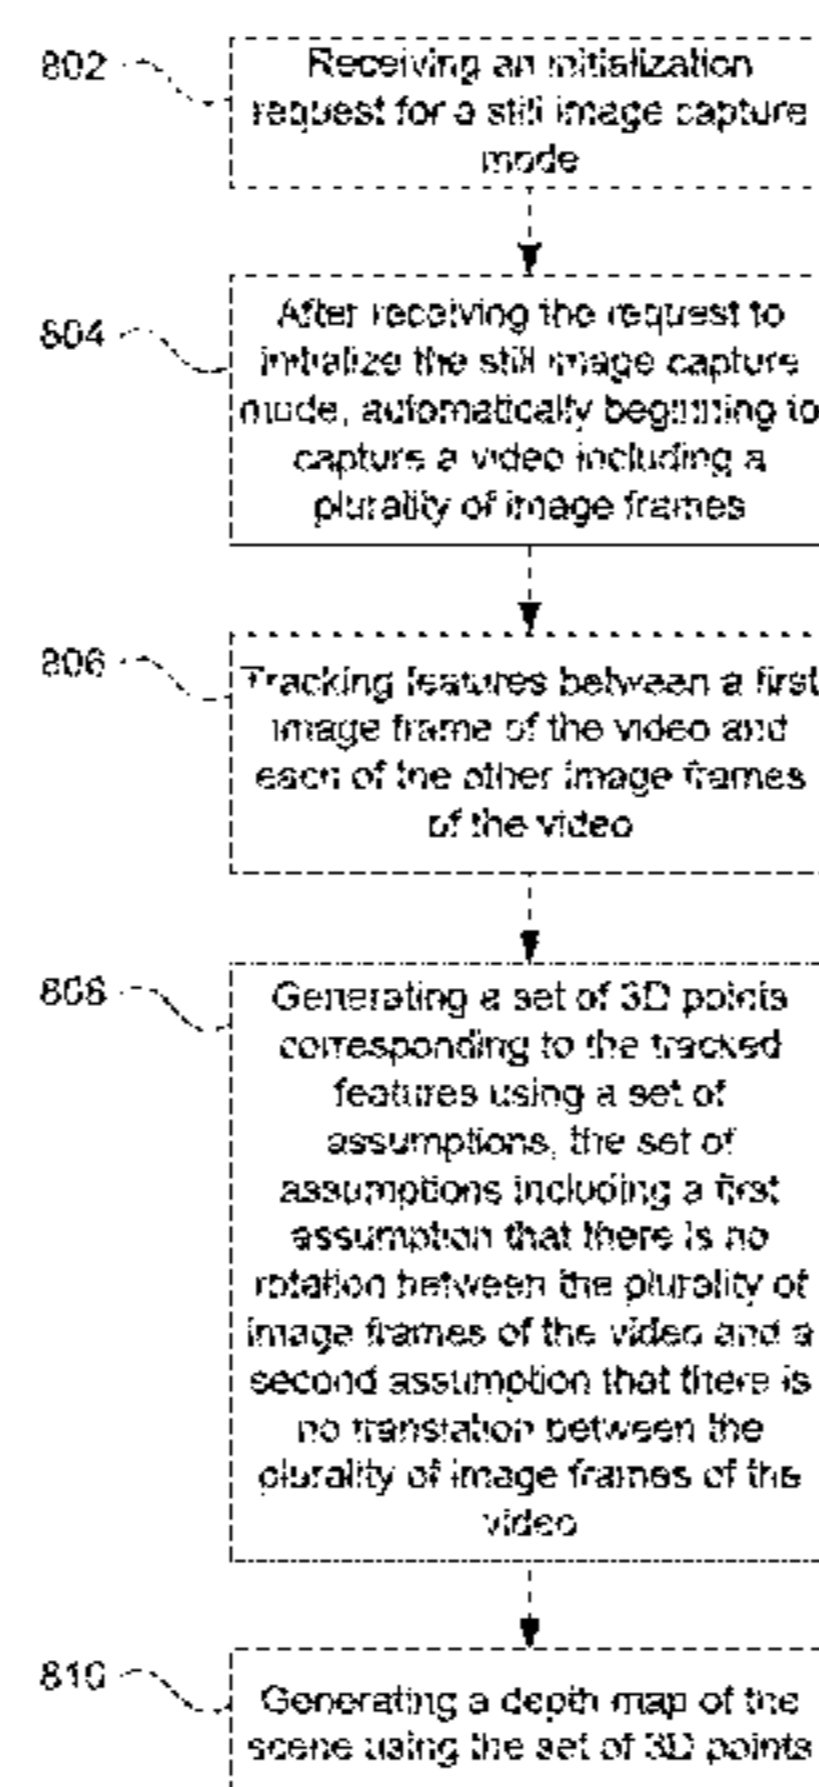 802
Receiving an initialization
request for a still image capture
mode
804
After receiving the request to
initialize the still image capture
mode, automatically beginning to
capture a video including a
plurality of image frames
806
Tracking features between a first
image frame of the video and
each of the other image frames
of the video
808
Generating a set of 3D points
corresponding to the tracked
features using a set of
assumptions, the set of
assumptions including a first
assumption that there is no
rotation between the plurality of
image frames of the video and a
second assumption that there is
no translation between the
plurality of image frames of the
video
810
Generating a depth map of the
scene using the set of 3D points